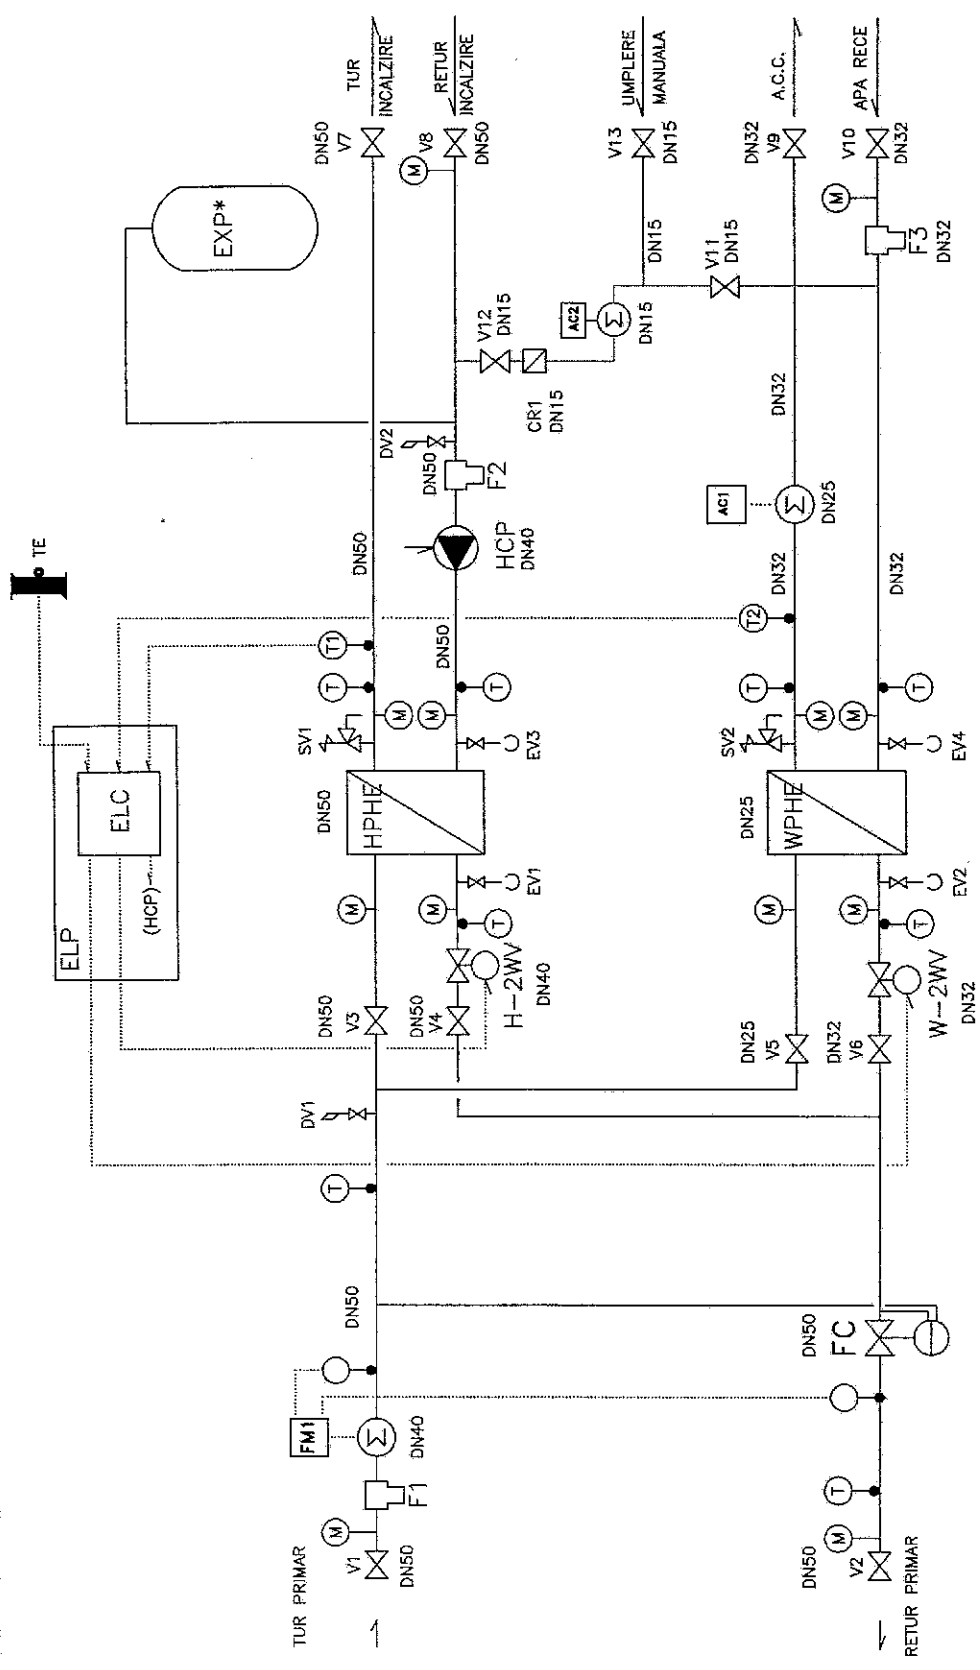 TE
ELP
ELC
(HCP)
EXP*
TUR PRIMAR
M
V1
DN50
F1
FM1
Σ
DN40
DN50
T
DV1
DN50
V3
M
DN50
HPHE
SV1
M
T
T1
DN50
DN50
V7
TUR
INCALZIRE
DN50
V4
H-2WV
DN40
T
M
EV1
EV3
M
T
DN50
HCP
DN40
F2
DN50
DV2
M
V8
DN50
RETUR
INCALZIRE
V12
DN15
CR1
DN15
AC2
Σ
DN15
DN15
V13
DN15
UMPLERE
MANUALA
V11
DN15
DN25
V5
M
DN25
WPHE
SV2
M
T
T2
DN32
AC1
Σ
DN25
DN32
DN32
V9
A.C.C.
RETUR PRIMAR
DN50
V2
M
T
DN50
FC
DN32
V6
W-2WV
DN32
T
M
EV2
EV4
M
T
DN32
F3
DN32
M
V10
DN32
APA RECE